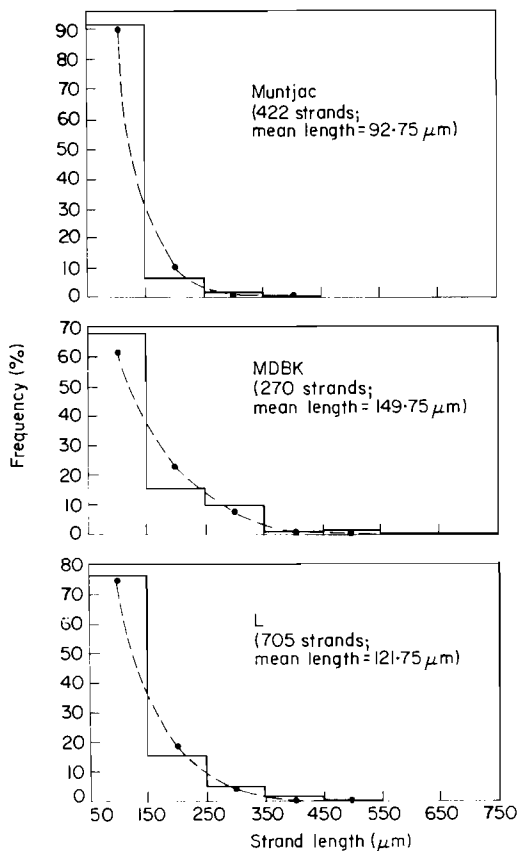 90
80
70
60
50
40
30
20
10
0
Muntjac
(422 strands;
mean length=92·75 μm)
Frequency (%)
70
60
50
40
30
20
10
0
MDBK
(270 strands;
mean length=149·75 μm)
80
70
60
50
40
30
20
10
0
L
(705 strands;
mean length=121·75 μm)
50 150 250 350 450 550 650 750
Strand length (μm)